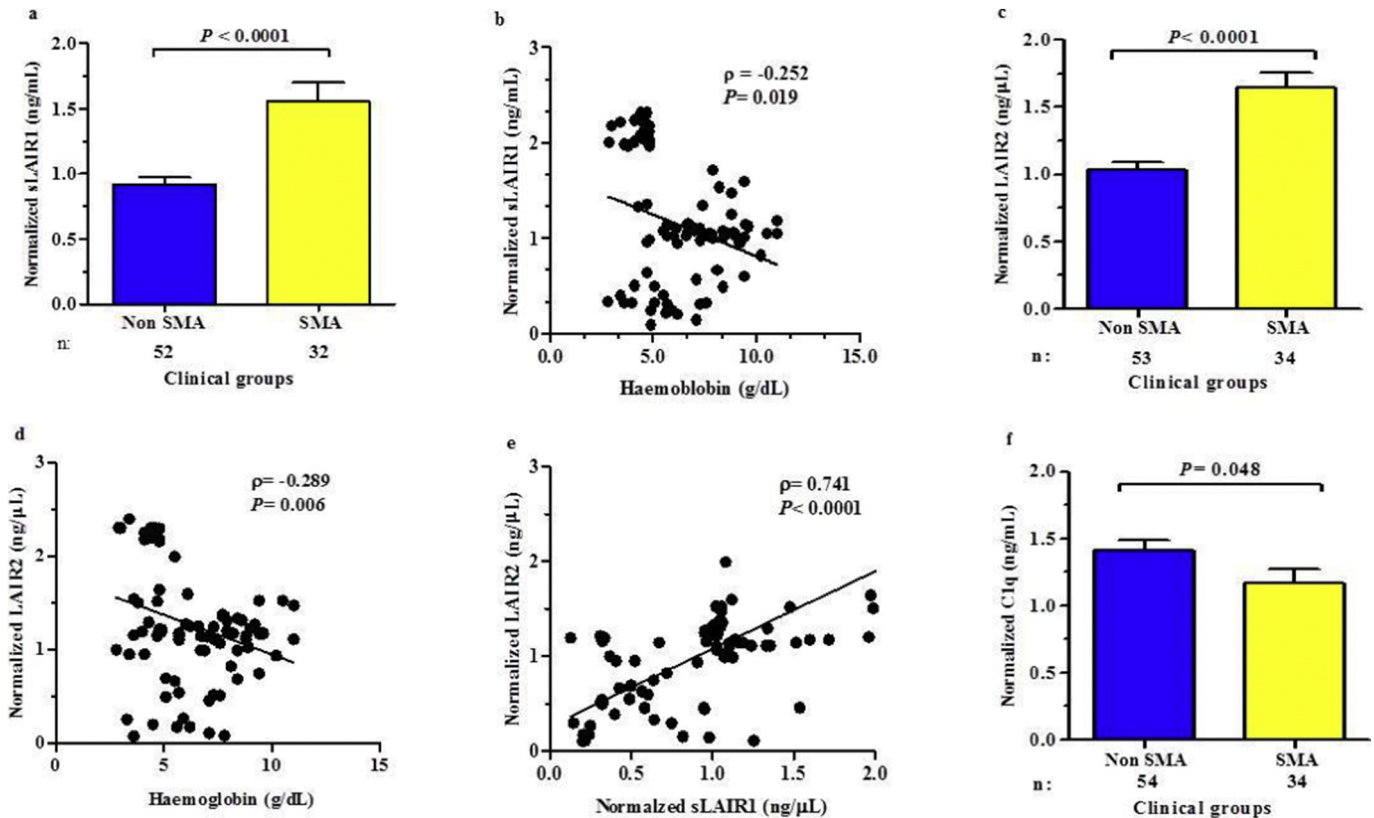 a
P < 0.0001
Normalized sLAIR1 (ng/mL)
2.0
1.5
1.0
0.5
0.0
Non SMA SMA
n: 52 32
Clinical groups
b
ρ = -0.252
P= 0.019
Normalized sLAIR1 (ng/mL)
3
2
1
0
0.0 5.0 10.0 15.0
Haemoblobin (g/dL)
c
P< 0.0001
Normalized LAIR2 (ng/μL)
2.0
1.5
1.0
0.5
0.0
Non SMA SMA
n: 53 34
Clinical groups
d
ρ= -0.289
P= 0.006
Normalized LAIR2 (ng/μL)
3
2
1
0
0 5 10 15
Haemoglobin (g/dL)
e
ρ= 0.741
P< 0.0001
Normalized LAIR2 (ng/μL)
3
2
1
0
0.0 0.5 1.0 1.5 2.0
Normalzed sLAIR1 (ng/μL)
f
P= 0.048
Normalized C1q (ng/mL)
2.0
1.5
1.0
0.5
0.0
Non SMA SMA
n: 54 34
Clinical groups